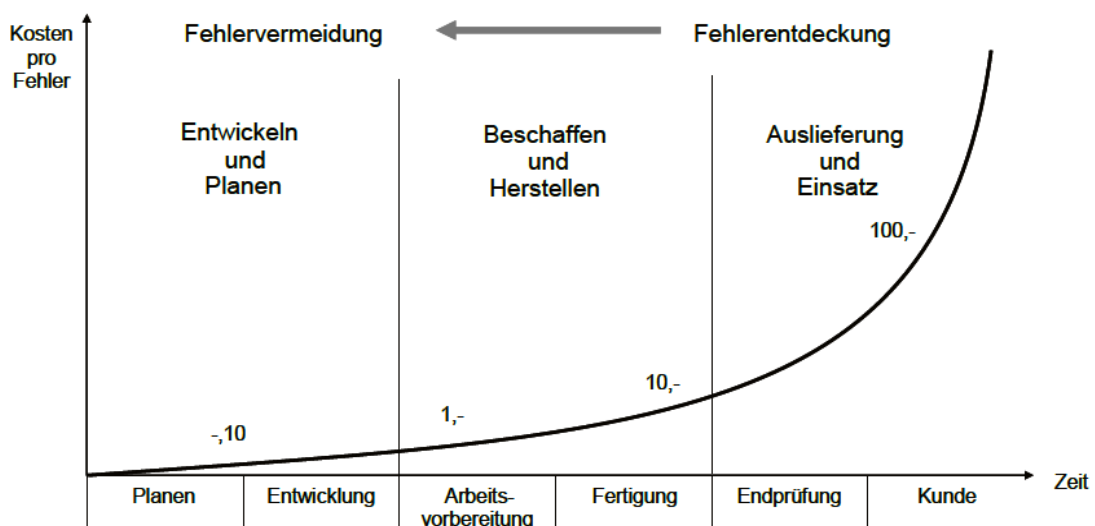 Kosten
pro
Fehler
Fehlervermeidung
Fehlerentdeckung
Entwickeln
und
Planen
Beschaffen
und
Herstellen
Auslieferung
und
Einsatz
-,10
1,-
10,-
100,-
Planen
Entwicklung
Arbeits-
vorbereitung
Fertigung
Endprüfung
Kunde
Zeit